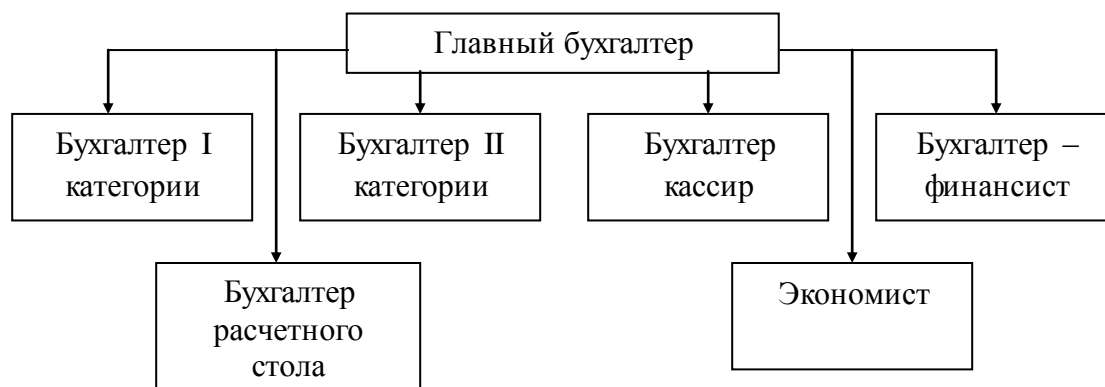 Главный бухгалтер
Бухгалтер I
категории
Бухгалтер II
категории
Бухгалтер
кассир
Бухгалтер –
финансист
Бухгалтер
расчетного
стола
Экономист